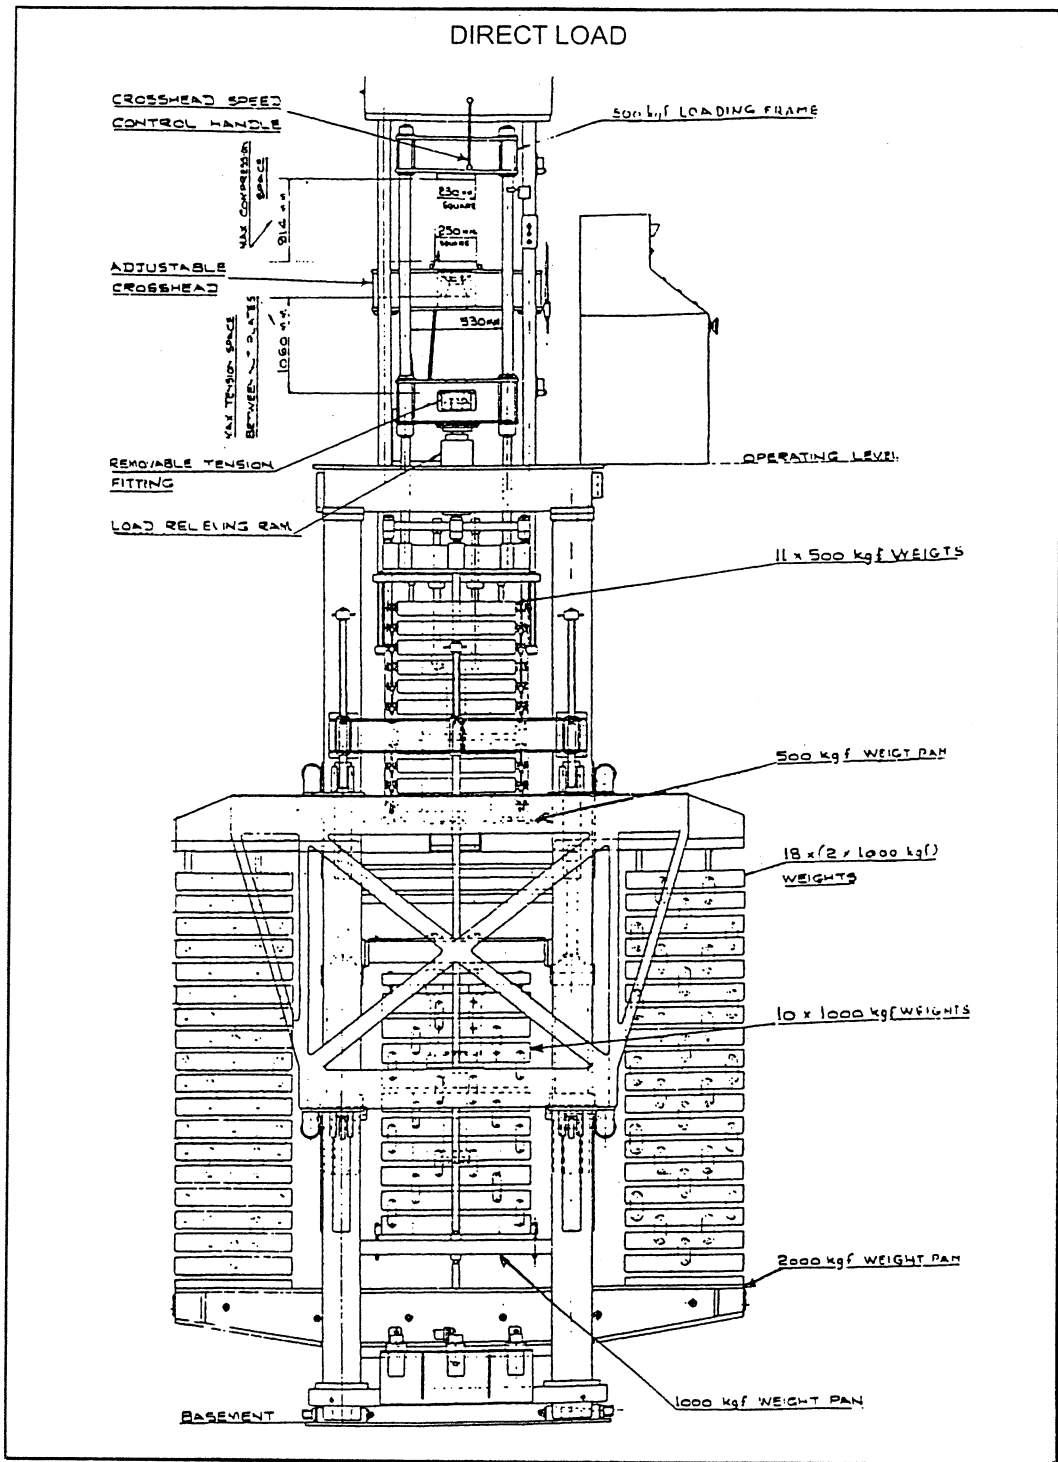 DIRECT LOAD
CROSSHEAD SPEED
CONTROL HANDLE
500 kgf LOADING FRAME
MAX COMPRESSION
SPACE
914 mm
230 mm
SQUARE
250 mm
SQUARE
ADJUSTABLE
CROSSHEAD
530 mm
MAX TENSION SPACE
BETWEEN NUT PLATES
1060 mm
REMOVABLE TENSION
FITTING
OPERATING LEVEL
LOAD RELEVING RAM
11 x 500 kgf WEIGTS
500 kgf WEIGT PAN
18 x (2 x 1000 kgf)
WEIGHTS
10 x 1000 kgf WEIGHTS
2000 kgf WEIGHT PAN
1000 kgf WEIGHT PAN
BASEMENT